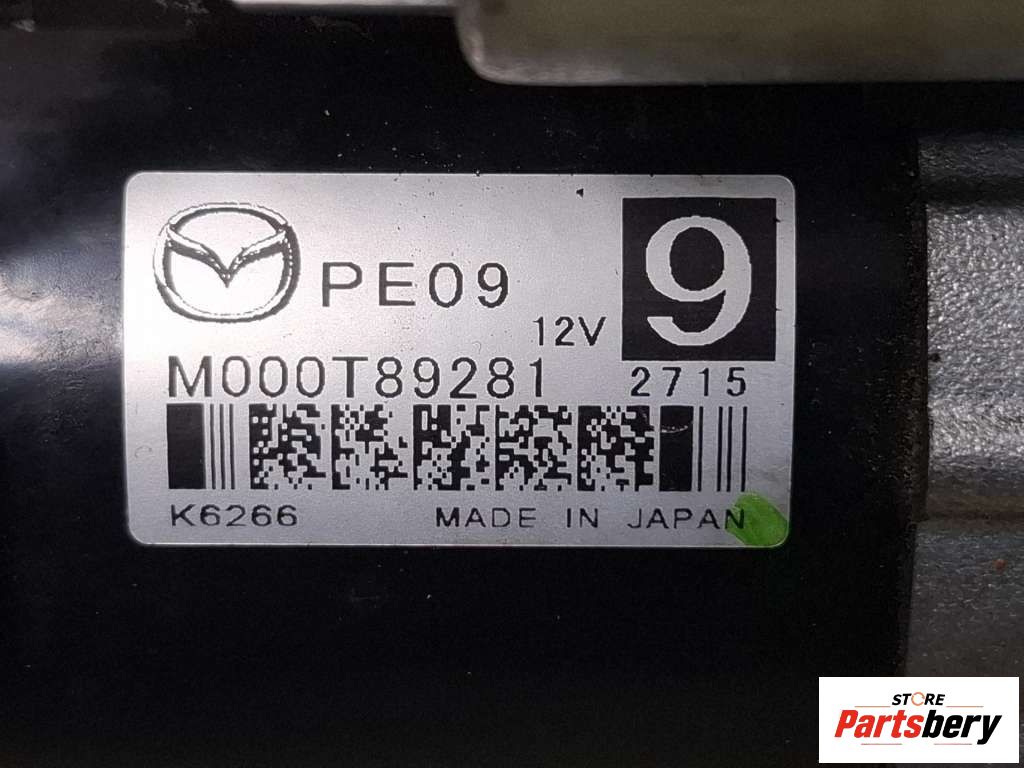 PE09
9
12V
M000T89281 2715
K6266 MADE IN JAPAN
STORE
Partsbery